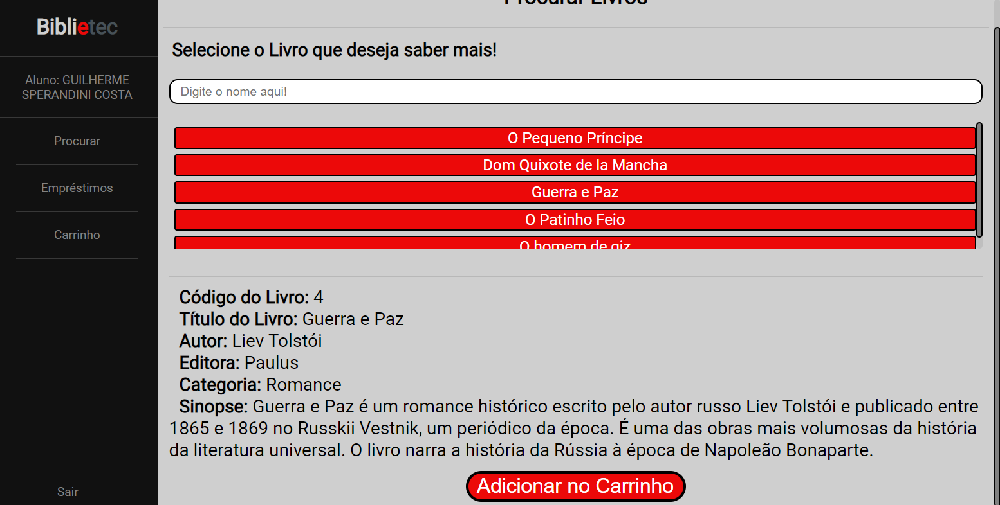 Biblietec
Aluno: GUILHERME
SPERANDINI COSTA
Procurar
Empréstimos
Carrinho
Sair
Procurar Livros
Selecione o Livro que deseja saber mais!
Digite o nome aqui!
O Pequeno Príncipe
Dom Quixote de la Mancha
Guerra e Paz
O Patinho Feio
O homem de giz
Código do Livro: 4
Título do Livro: Guerra e Paz
Autor: Liev Tolstói
Editora: Paulus
Categoria: Romance
Sinopse: Guerra e Paz é um romance histórico escrito pelo autor russo Liev Tolstói e publicado entre
1865 e 1869 no Russkii Vestnik, um periódico da época. É uma das obras mais volumosas da história
da literatura universal. O livro narra a história da Rússia à época de Napoleão Bonaparte.
Adicionar no Carrinho